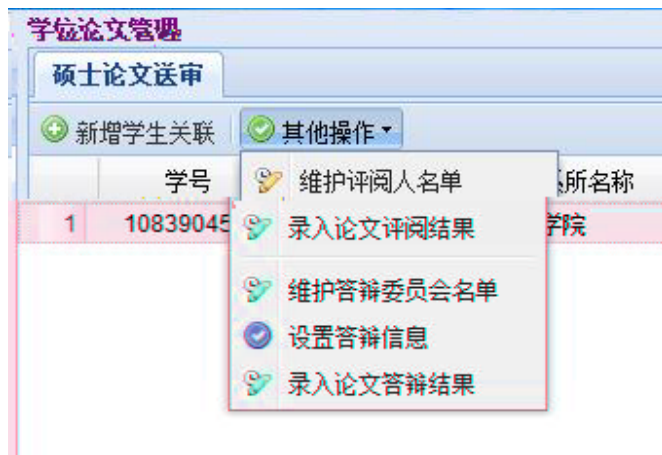 学位论文管理
硕士论文送审
新增学生关联 其他操作
学号 所名称
维护评阅人名单
1 10839045 学院
录入论文评阅结果
维护答辩委员会名单
设置答辩信息
录入论文答辩结果